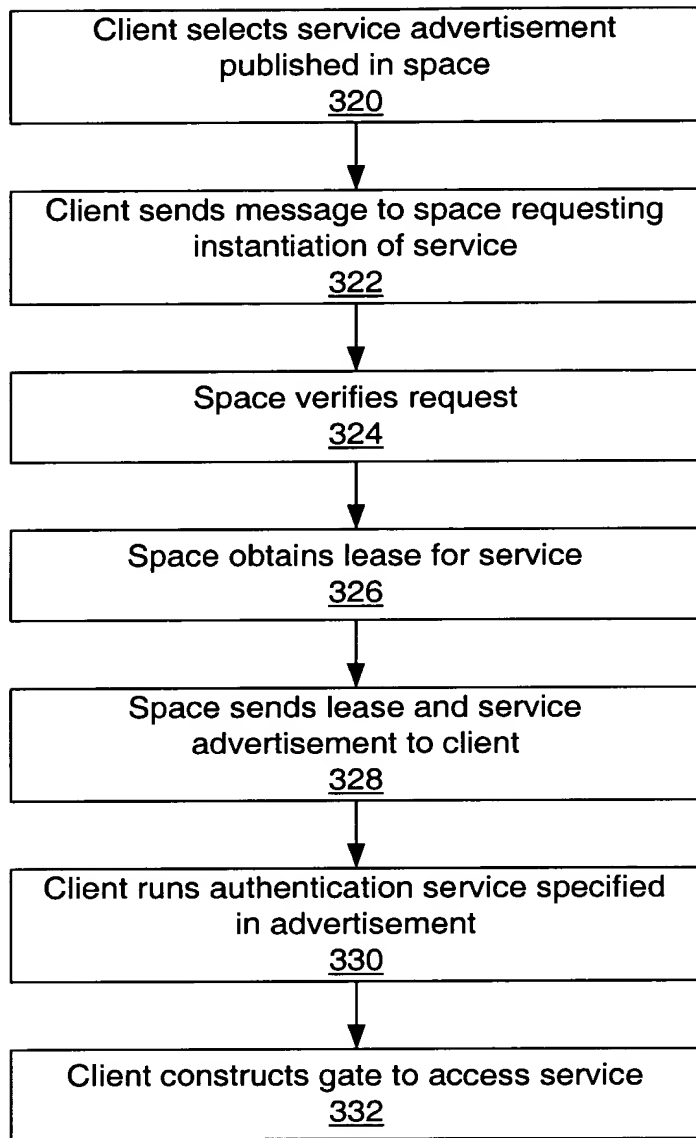 Client selects service advertisement
published in space
320
Client sends message to space requesting
instantiation of service
322
Space verifies request
324
Space obtains lease for service
326
Space sends lease and service
advertisement to client
328
Client runs authentication service specified
in advertisement
330
Client constructs gate to access service
332